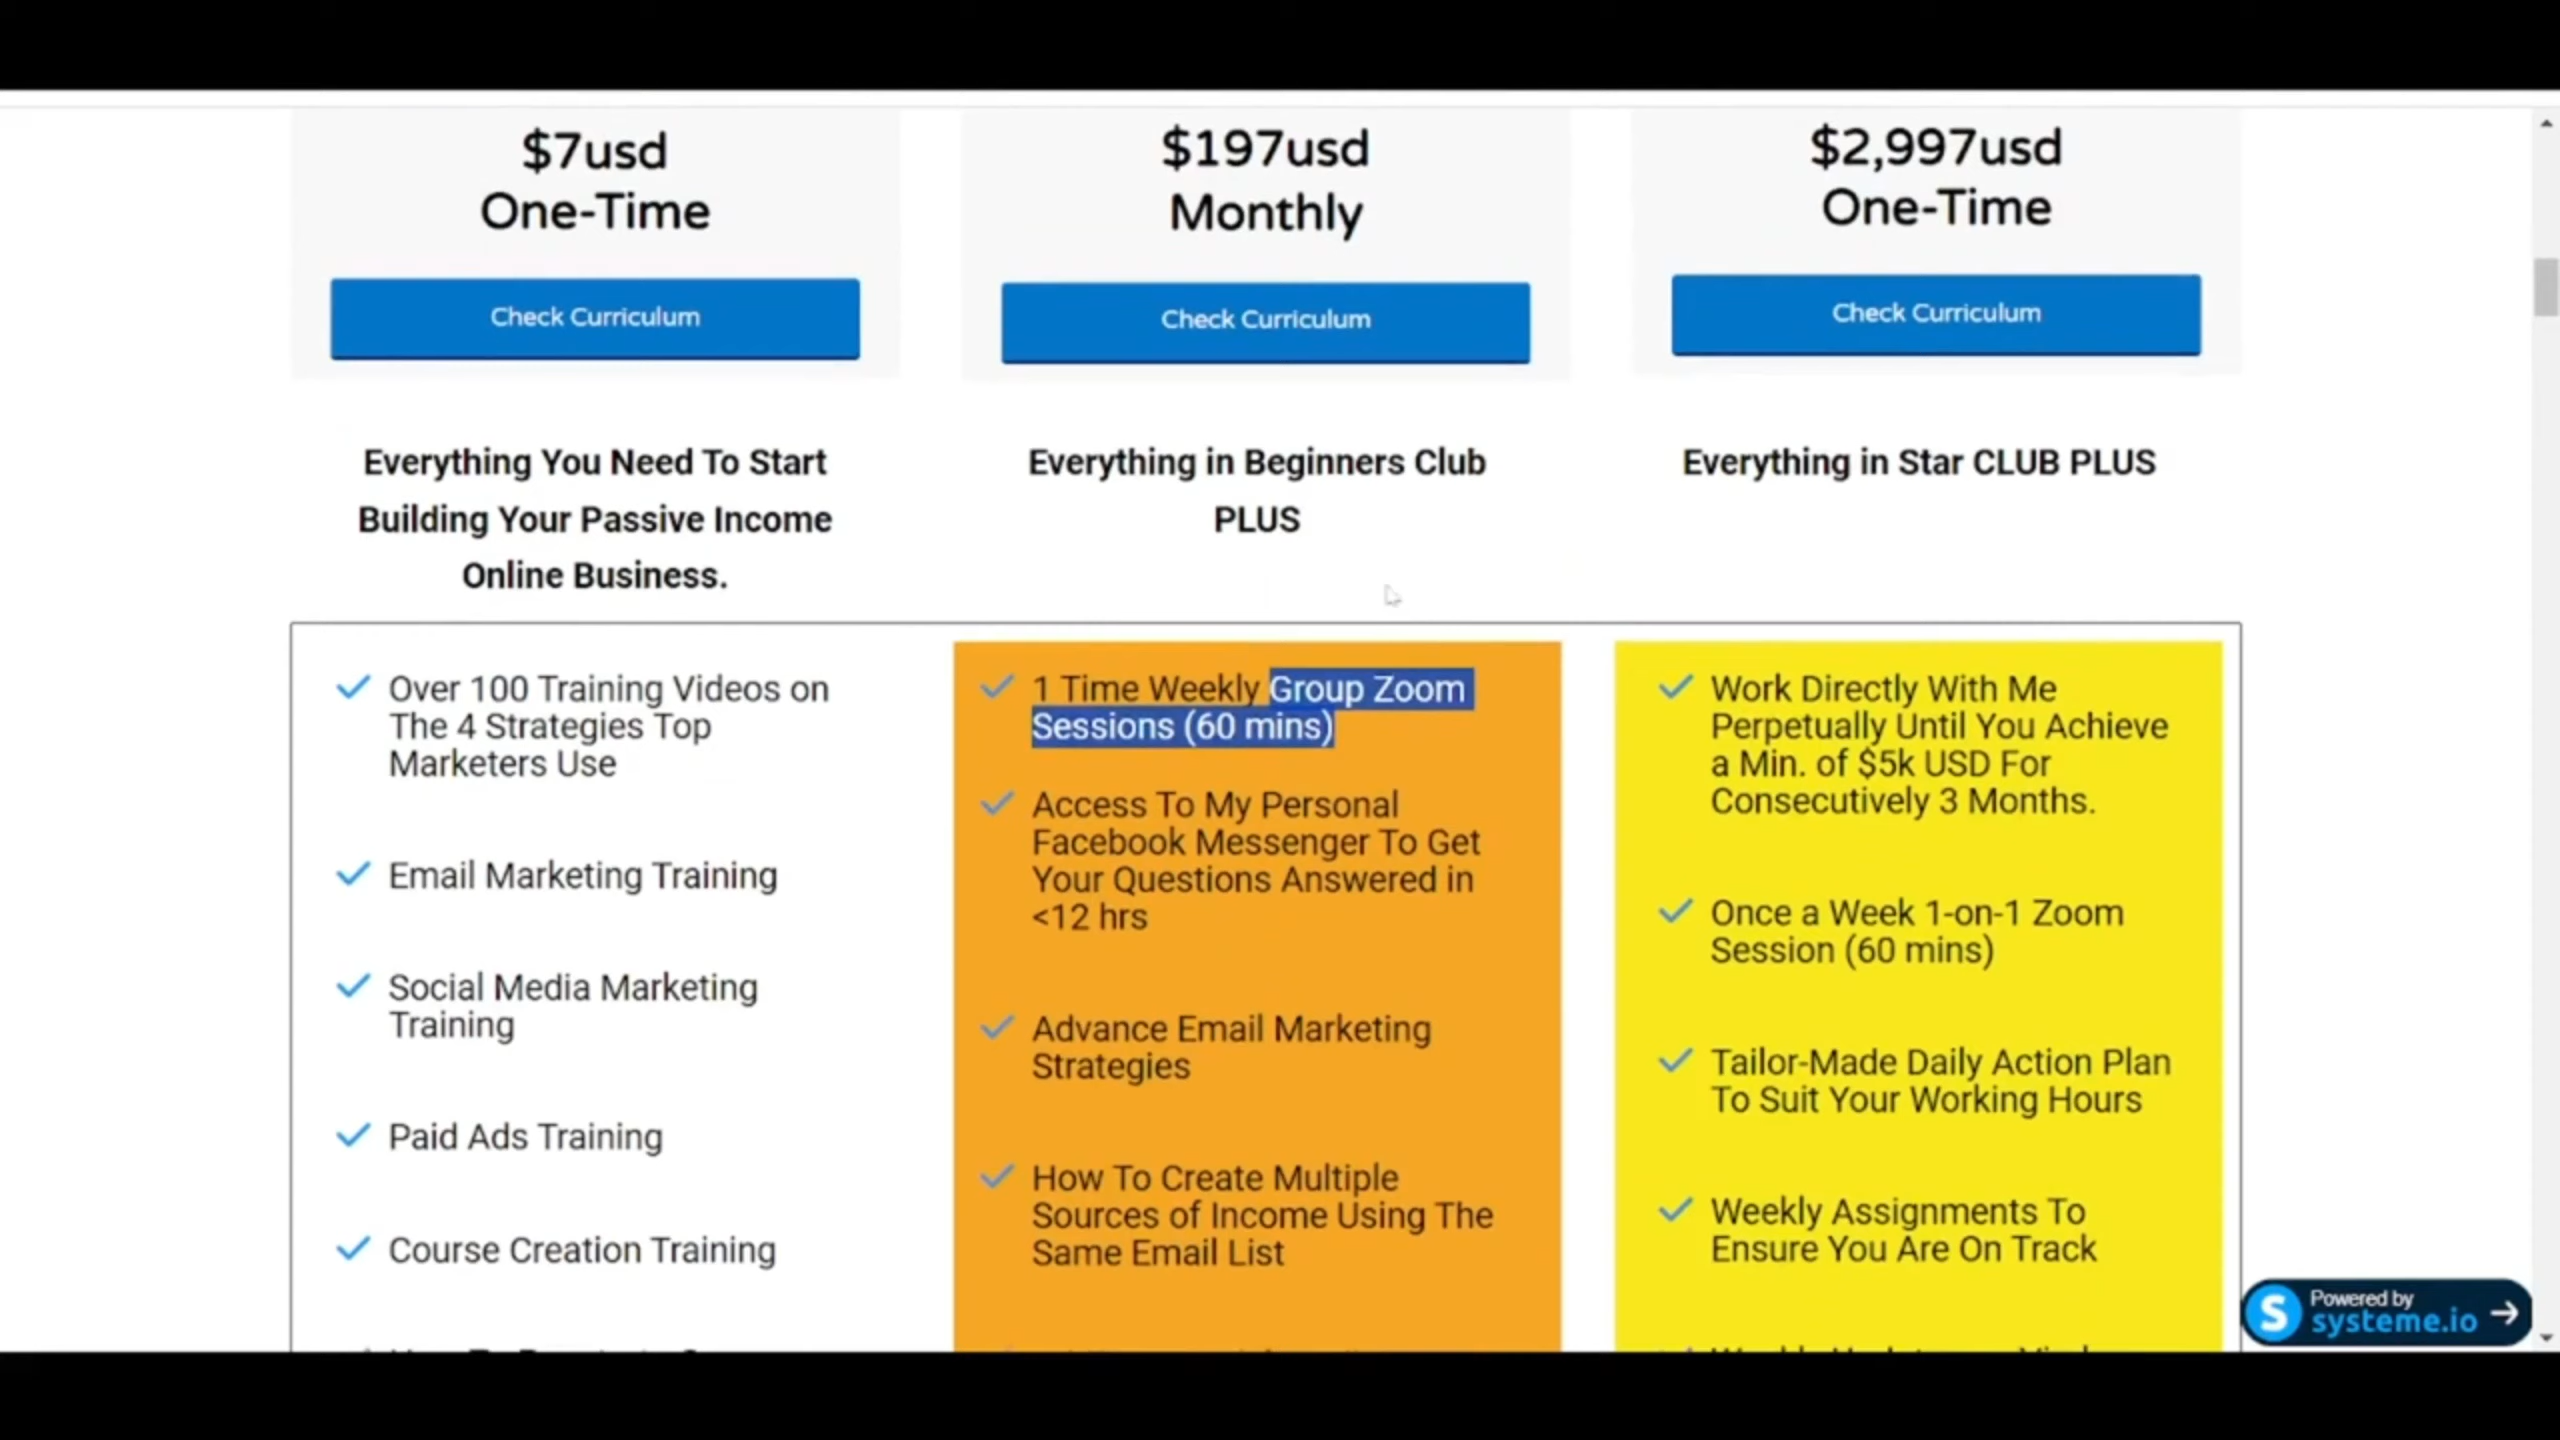 $7usd
One-Time
Check Curriculum
Everything You Need To Start
Building Your Passive Income
Online Business.
$197usd
Monthly
Check Curriculum
Everything in Beginners Club
PLUS
$2,997usd
One-Time
Check Curriculum
Everything in Star CLUB PLUS
Over 100 Training Videos on
The 4 Strategies Top
Marketers Use
Email Marketing Training
Social Media Marketing
Training
Paid Ads Training
Course Creation Training
1 Time Weekly Group Zoom
Sessions (60 mins)
Access To My Personal
Facebook Messenger To Get
Your Questions Answered in
<12 hrs
Advance Email Marketing
Strategies
How To Create Multiple
Sources of Income Using The
Same Email List
Work Directly With Me
Perpetually Until You Achieve
a Min. of $5k USD For
Consecutively 3 Months.
Once a Week 1-on-1 Zoom
Session (60 mins)
Tailor-Made Daily Action Plan
To Suit Your Working Hours
Weekly Assignments To
Ensure You Are On Track
Powered by
systeme.io